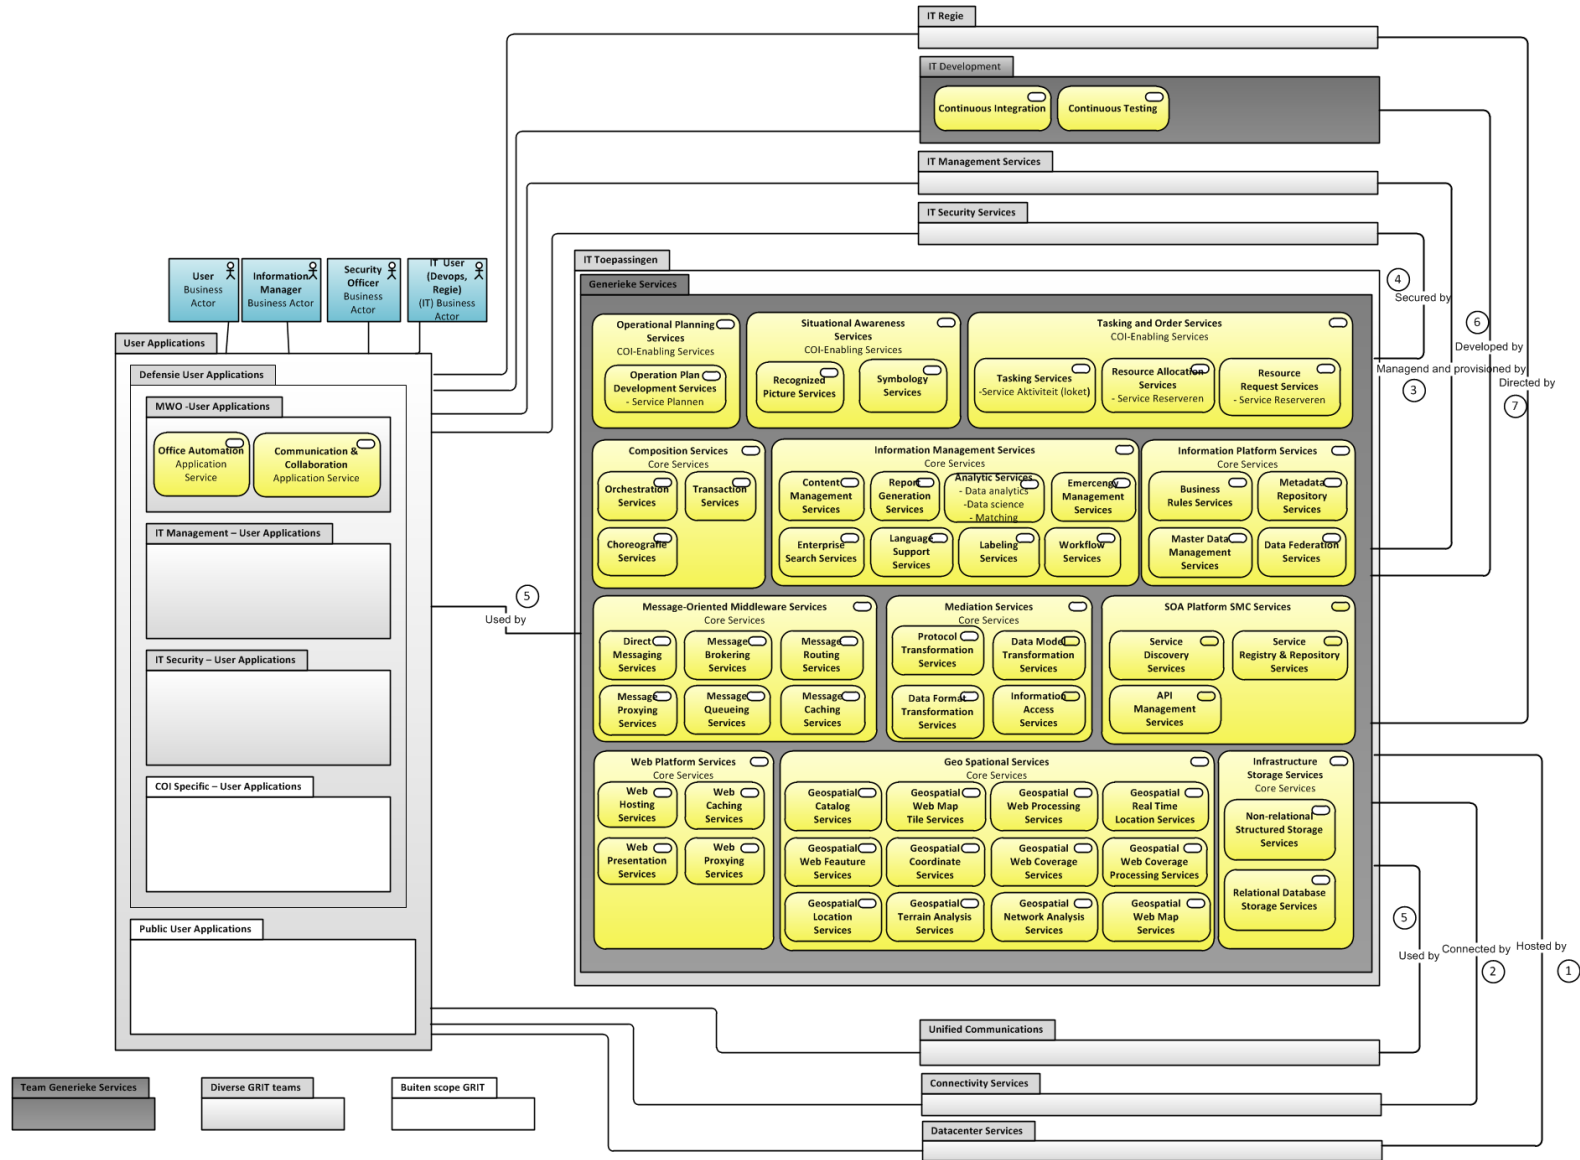 IT Regie
IT Development
Continuous Integration
Continuous Testing
IT Management Services
IT Security Services
User
Business
Actor
Information
Manager
Business Actor
Security
Officer
Business
Actor
IT User
(Devops,
Regie)
(IT) Business
Actor
IT Toepassingen
Generieke Services
4
Secured by
6
Developed by
Managend and provisioned by
3
Directed by
7
Operational Planning
Services
COI-Enabling Services
Operation Plan
Development Services
- Service Plannen
Situational Awareness
Services
COI-Enabling Services
Recognized
Picture Services
Symbology
Services
Tasking and Order Services
COI-Enabling Services
Tasking Services
-Service Aktiviteit (loket)
Resource Allocation
Services
- Service Reserveren
Resource
Request Services
- Service Reserveren
User Applications
Defensie User Applications
MWO -User Applications
Office Automation
Application
Service
Communication &
Collaboration
Application Service
IT Management – User Applications
IT Security – User Applications
COI Specific – User Applications
Public User Applications
5
Used by
Composition Services
Core Services
Orchestration
Services
Transaction
Services
Choreografie
Services
Information Management Services
Core Services
Content
Management
Services
Report
Generation
Services
Analytic Services
- Data analytics
-Data science
- Matching
Emercency
Management
Services
Enterprise
Search Services
Language
Support
Services
Labeling
Services
Workflow
Services
Information Platform Services
Core Services
Business
Rules Services
Metadata
Repository
Services
Master Data
Management
Services
Data Federation
Services
Message-Oriented Middleware Services
Core Services
Direct
Messaging
Services
Message
Brokering
Services
Message
Routing
Services
Message
Proxying
Services
Message
Queueing
Services
Message
Caching
Services
Mediation Services
Core Services
Protocol
Transformation
Services
Data Model
Transformation
Services
Data Format
Transformation
Services
Information
Access
Services
SOA Platform SMC Services
Service
Discovery
Services
Service
Registry & Repository
Services
API
Management
Services
Web Platform Services
Core Services
Web
Hosting
Services
Web
Caching
Services
Web
Presentation
Services
Web
Proxying
Services
Geo Spational Services
Core Services
Geospatial
Catalog
Services
Geospatial
Web Map
Tile Services
Geospatial
Web Processing
Services
Geospatial
Real Time
Location Services
Geospatial
Web Feauture
Services
Geospatial
Coordinate
Services
Geospatial
Web Coverage
Services
Geospatial
Web Coverage
Processing Services
Geospatial
Location
Services
Geospatial
Terrain Analysis
Services
Geospatial
Network Analysis
Services
Geospatial
Web Map
Services
Infrastructure
Storage Services
Core Services
Non-relational
Structured Storage
Services
Relational Database
Storage Services
5
Used by
Connected by
2
Hosted by
1
Unified Communications
Connectivity Services
Datacenter Services
Team Generieke Services
Diverse GRIT teams
Buiten scope GRIT